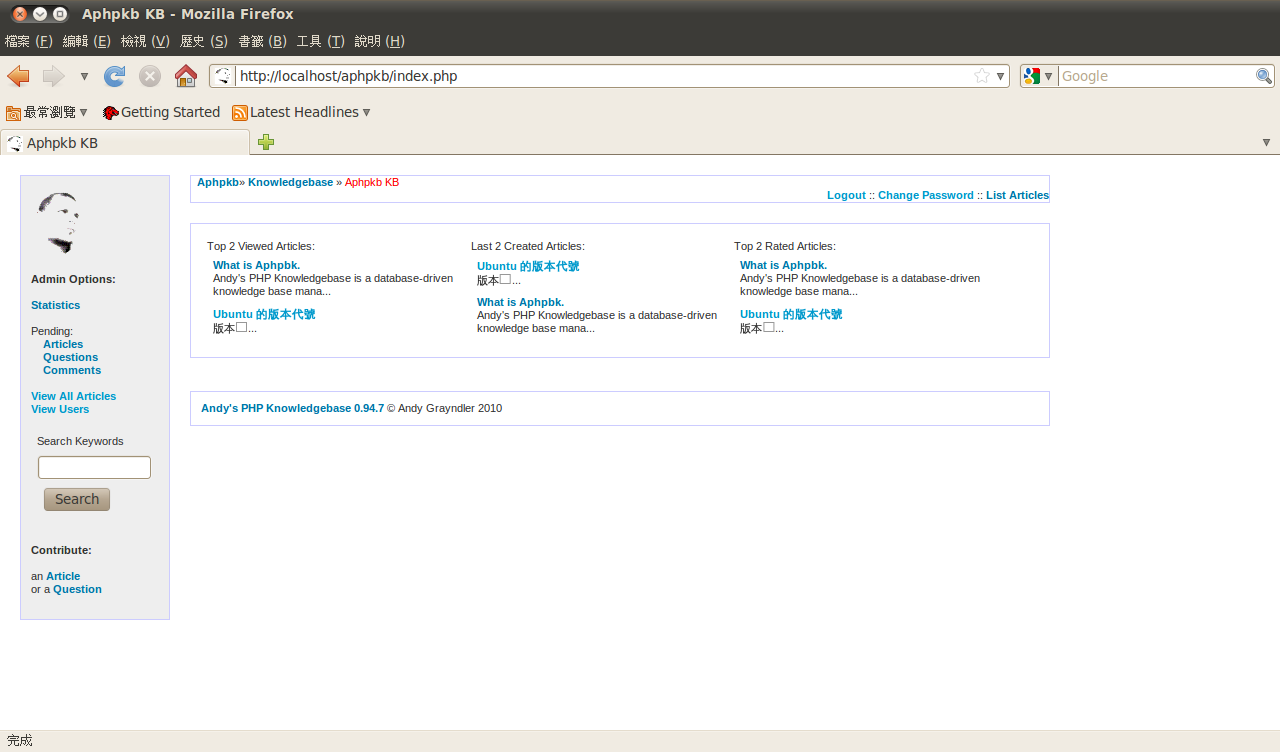 Aphpkb KB - Mozilla Firefox
檔案 (F) 編輯 (E) 檢視 (V) 歷史 (S) 書籤 (B) 工具 (T) 說明 (H)
http://localhost/aphpkb/index.php
Google
最常瀏覽 Getting Started Latest Headlines
Aphpkb KB
Aphpkb» Knowledgebase » Aphpkb KB
Logout :: Change Password :: List Articles
Admin Options:
Statistics
Pending:
Articles
Questions
Comments
View All Articles
View Users
Search Keywords
Search
Contribute:
an Article
or a Question
Top 2 Viewed Articles:
What is Aphpbk.
Andy's PHP Knowledgebase is a database-driven
knowledge base mana...
Ubuntu 的版本代號
版本□...
Last 2 Created Articles:
Ubuntu 的版本代號
版本□...
What is Aphpbk.
Andy's PHP Knowledgebase is a database-driven
knowledge base mana...
Top 2 Rated Articles:
What is Aphpbk.
Andy's PHP Knowledgebase is a database-driven
knowledge base mana...
Ubuntu 的版本代號
版本□...
Andy's PHP Knowledgebase 0.94.7 © Andy Grayndler 2010
完成